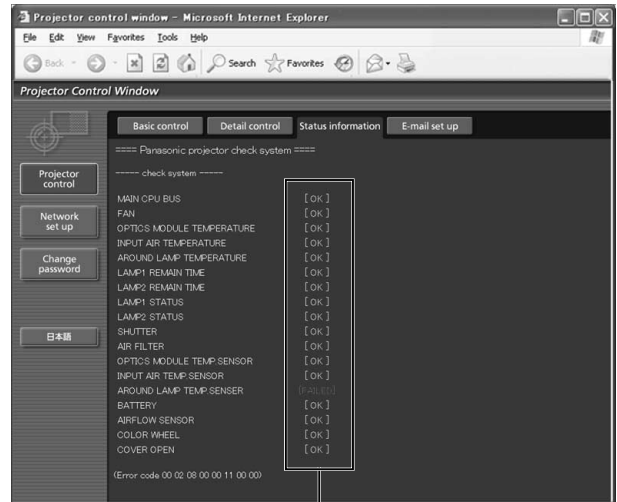 Projector control window - Microsoft Internet Explorer
File Edit View Favorites Tools Help
Back Search Favorites
Projector Control Window
Basic control Detail control Status information E-mail set up
==== Panasonic projector check system ====
Projector control
----- check system -----
Network set up
Change password
日本語
MAIN CPU BUS [ OK ]
FAN [ OK ]
OPTICS MODULE TEMPERATURE [ OK ]
INPUT AIR TEMPERATURE [ OK ]
AROUND LAMP TEMPERATURE [ OK ]
LAMP1 REMAIN TIME [ OK ]
LAMP2 REMAIN TIME [ OK ]
LAMP1 STATUS [ OK ]
LAMP2 STATUS [ OK ]
SHUTTER [ OK ]
AIR FILTER [ OK ]
OPTICS MODULE TEMP.SENSOR [ OK ]
INPUT AIR TEMP.SENSOR [ OK ]
AROUND LAMP TEMP.SENSER [FAILED]
BATTERY [ OK ]
AIRFLOW SENSOR [ OK ]
COLOR WHEEL [ OK ]
COVER OPEN [ OK ]
(Error code 00 02 08 00 00 11 00 00)